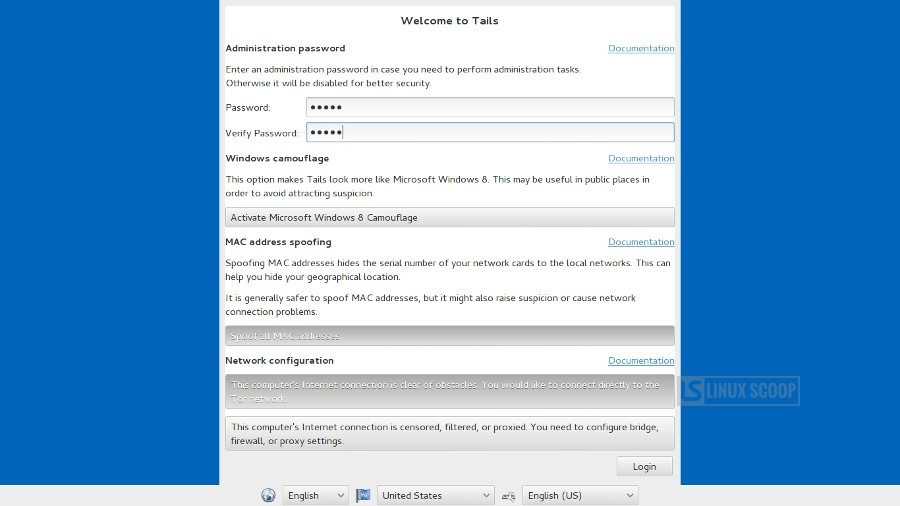 Welcome to Tails
Administration password
Documentation
Enter an administration password in case you need to perform administration tasks.
Otherwise it will be disabled for better security.
Password:
●●●●●
Verify Password:
●●●●●
Windows camouflage
Documentation
This option makes Tails look more like Microsoft Windows 8. This may be useful in public places in
order to avoid attracting suspicion.
Activate Microsoft Windows 8 Camouflage
MAC address spoofing
Documentation
Spoofing MAC addresses hides the serial number of your network cards to the local networks. This can
help you hide your geographical location.
It is generally safer to spoof MAC addresses, but it might also raise suspicion or cause network
connection problems.
Spoof all MAC addresses
Network configuration
Documentation
This computer's Internet connection is clear of obstacles. You would like to connect directly to the
Tor network.
This computer's Internet connection is censored, filtered, or proxied. You need to configure bridge,
firewall, or proxy settings.
LS LINUX SCOOP
Login
English
United States
English (US)